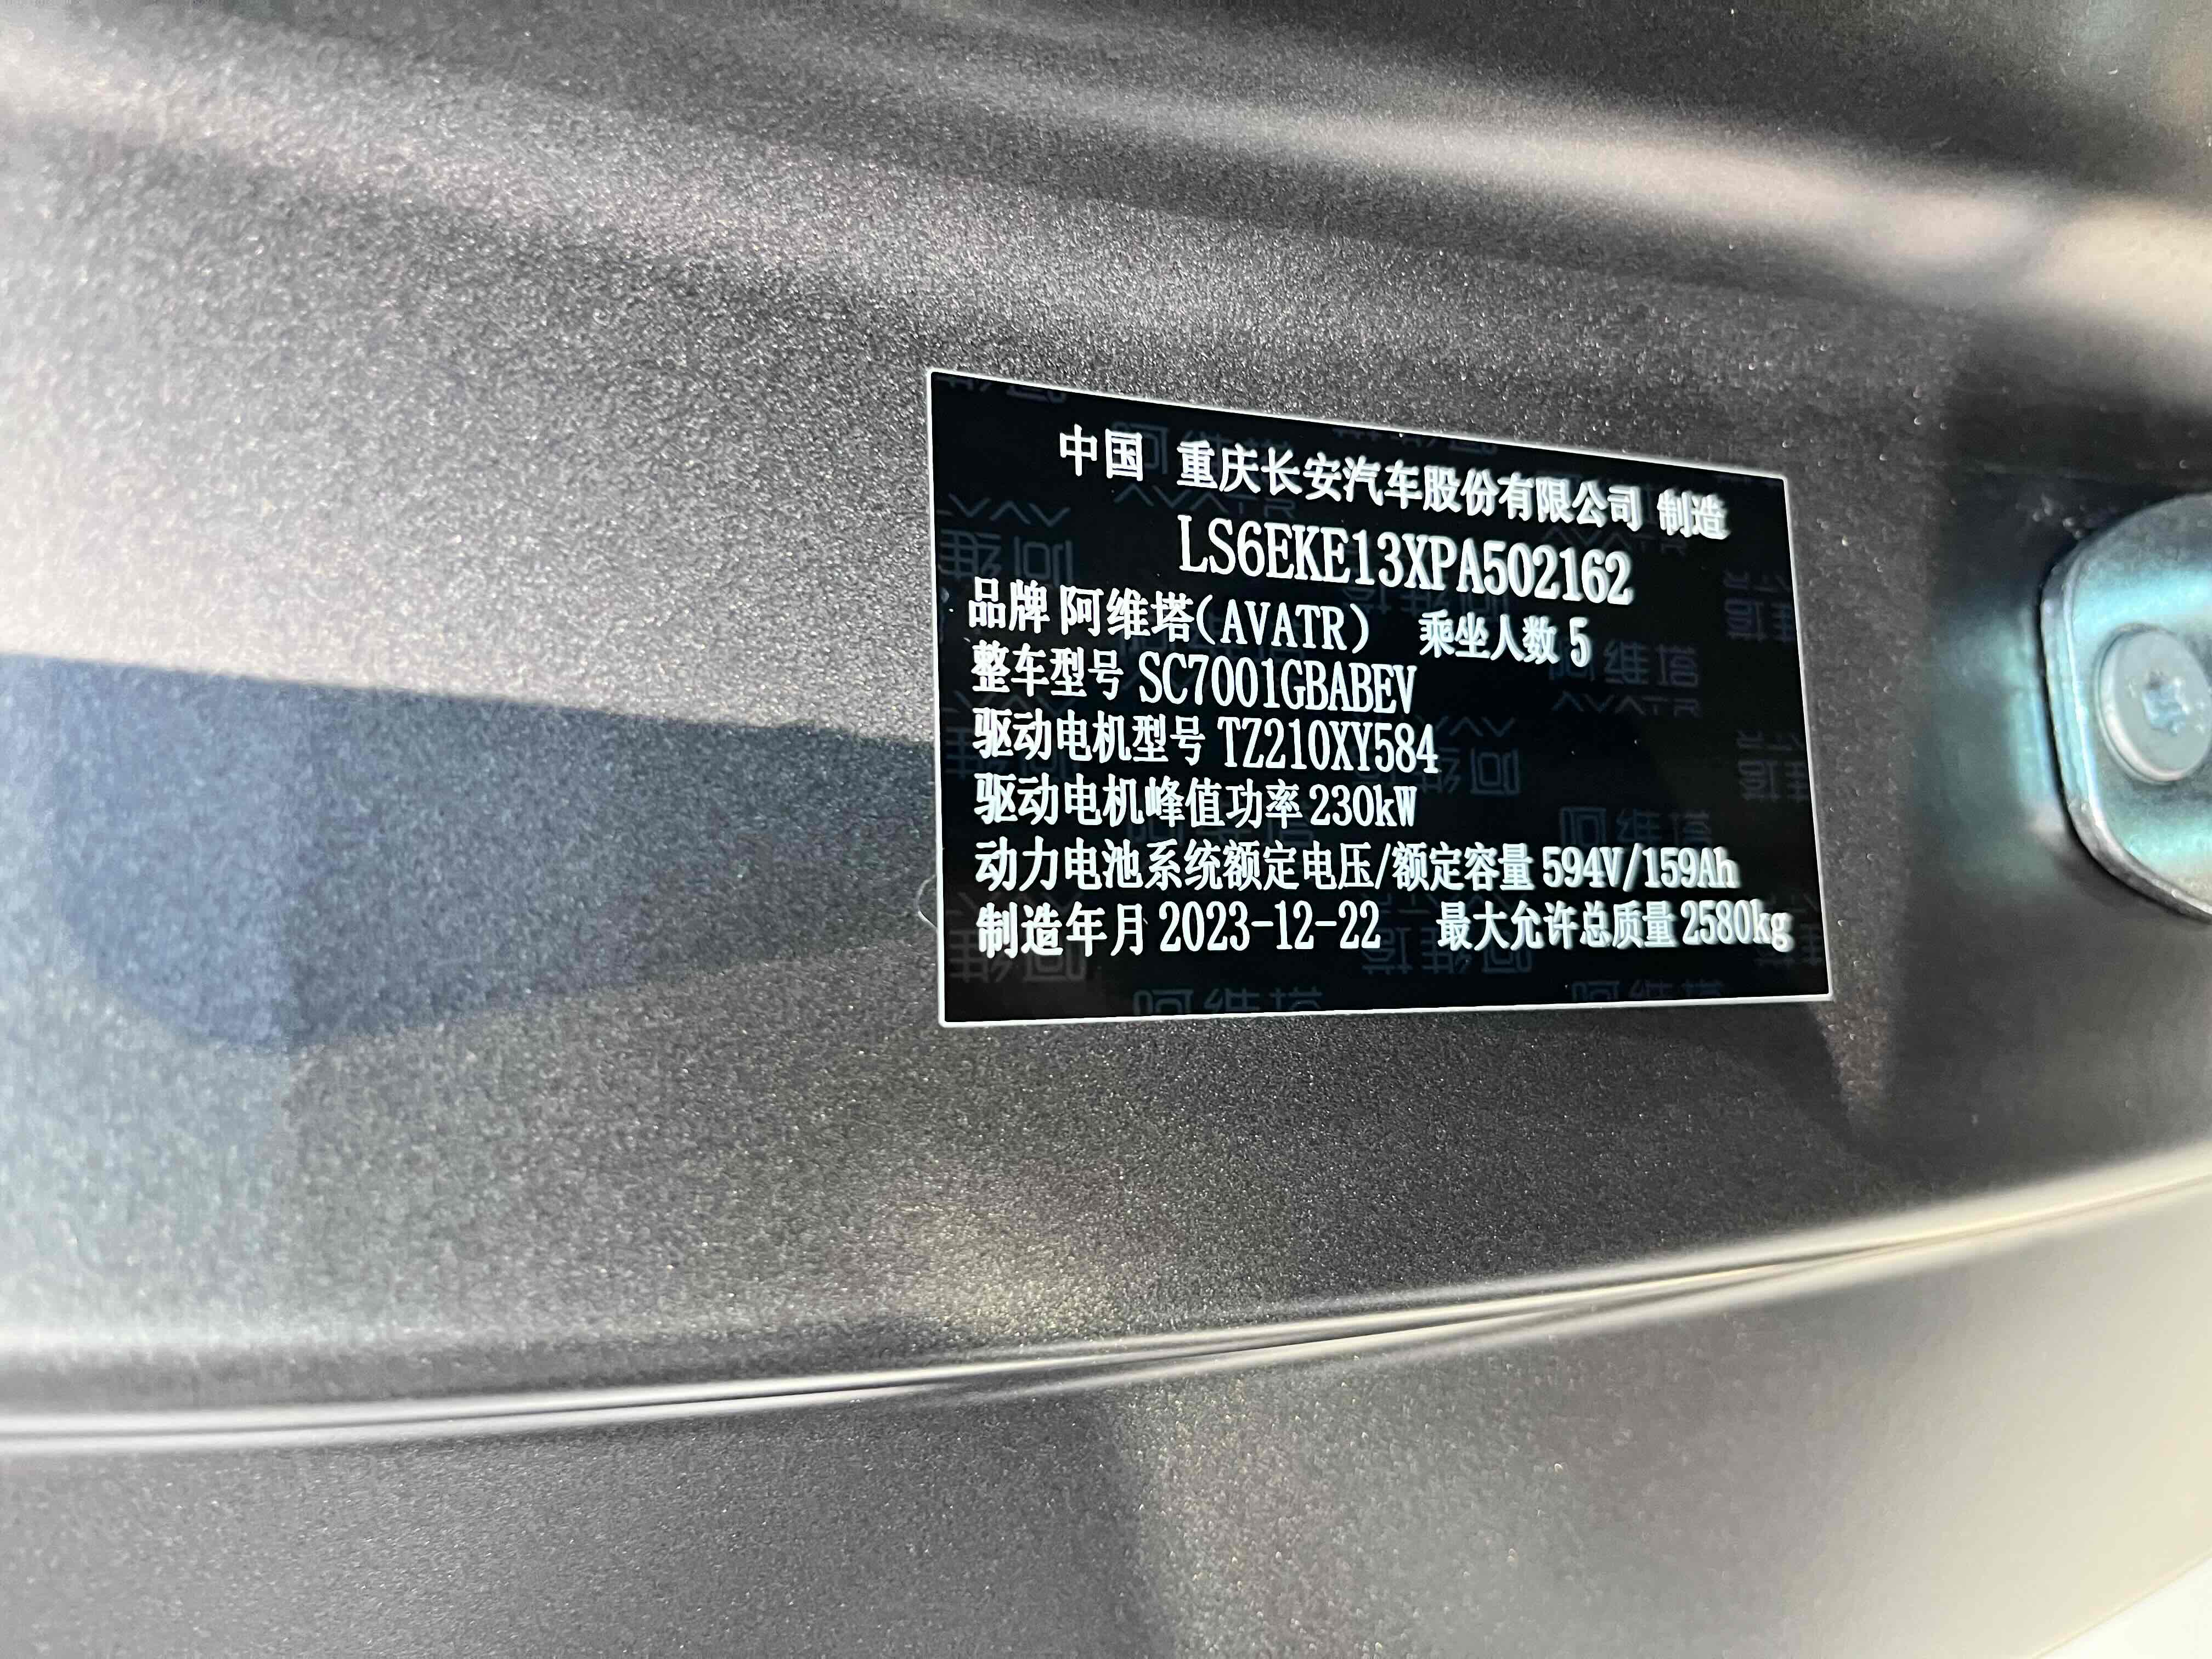 中国 重庆长安汽车股份有限公司 制造
LS6EKE13XPA502162
品牌 阿维塔(AVATR) 乘坐人数 5
整车型号 SC7001GBABEV
驱动电机型号 TZ210XY584
驱动电机峰值功率 230kW
动力电池系统额定电压/额定容量 594V/159Ah
制造年月 2023-12-22 最大允许总质量 2580kg